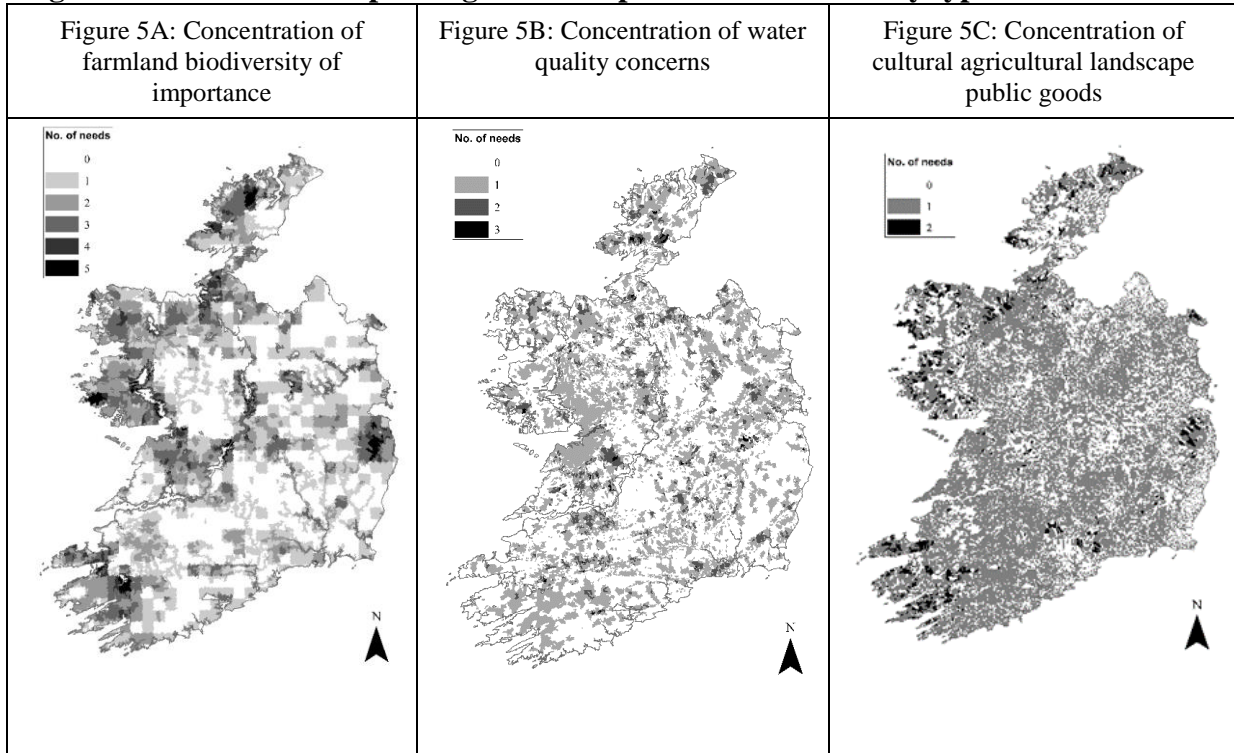 Figure 5A: Concentration of
farmland biodiversity of
importance
Figure 5B: Concentration of water
quality concerns
Figure 5C: Concentration of
cultural agricultural landscape
public goods
No. of needs
0
1
2
3
4
5
N
No. of needs
0
1
2
3
N
No. of needs
0
1
2
N